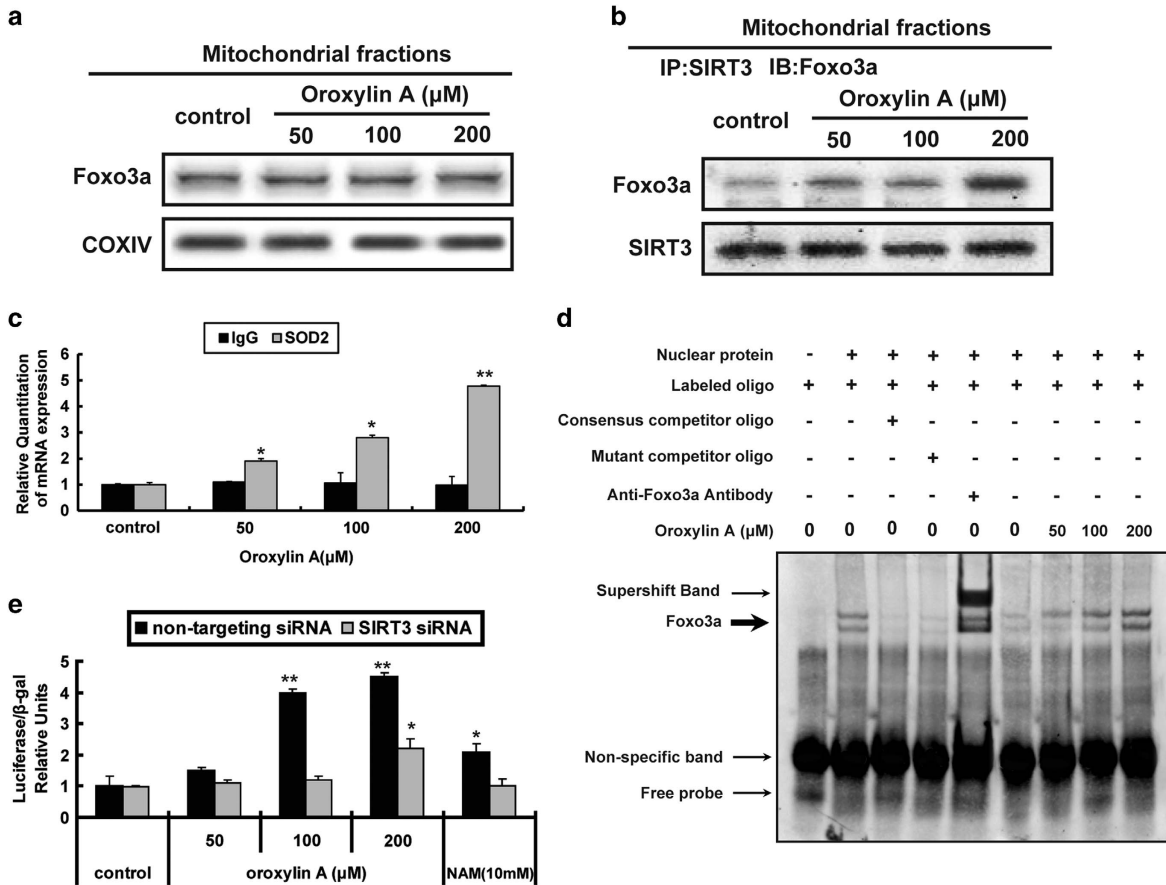 a
Mitochondrial fractions
control
Oroxylin A (μM)
50 100 200
Foxo3a
COXIV
b
Mitochondrial fractions
IP:SIRT3 IB:Foxo3a
control
Oroxylin A (μM)
50 100 200
Foxo3a
SIRT3
c
IgG SOD2
Relative Quantitation
of mRNA expression
6
5
4
3
2
1
0
* * **
control 50 100 200
Oroxylin A(μM)
d
Nuclear protein - + + + + + + + +
Labeled oligo + + + + + + + + +
Consensus competitor oligo - - + - - - - - -
Mutant competitor oligo - - - + - - - - -
Anti-Foxo3a Antibody - - - - + - - - -
Oroxylin A (μM) 0 0 0 0 0 0 50 100 200
Supershift Band
Foxo3a
Non-specific band
Free probe
e
non-targeting siRNA SIRT3 siRNA
Luciferase/β-gal
Relative Units
5
4
3
2
1
0
** ** * *
50 100 200
control oroxylin A (μM) NAM(10mM)